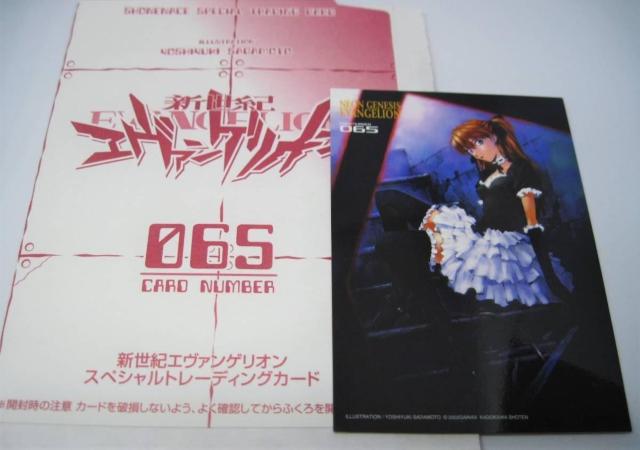 SHONENACE SPECIAL TRADING CARD
ILLUSTRATION
YOSHIYUKI SADAMOTO
新世紀
EVANGELION
エヴァンゲリオン
065
CARD NUMBER
新世紀エヴァンゲリオン
スペシャルトレーディングカード
※開封時の注意 カードを破損しないよう、よく確認してからふくろを開
NEON GENESIS
EVANGELION
065
ILLUSTRATION / YOSHIYUKI SADAMOTO © GAINAX KADOKAWA SHOTEN